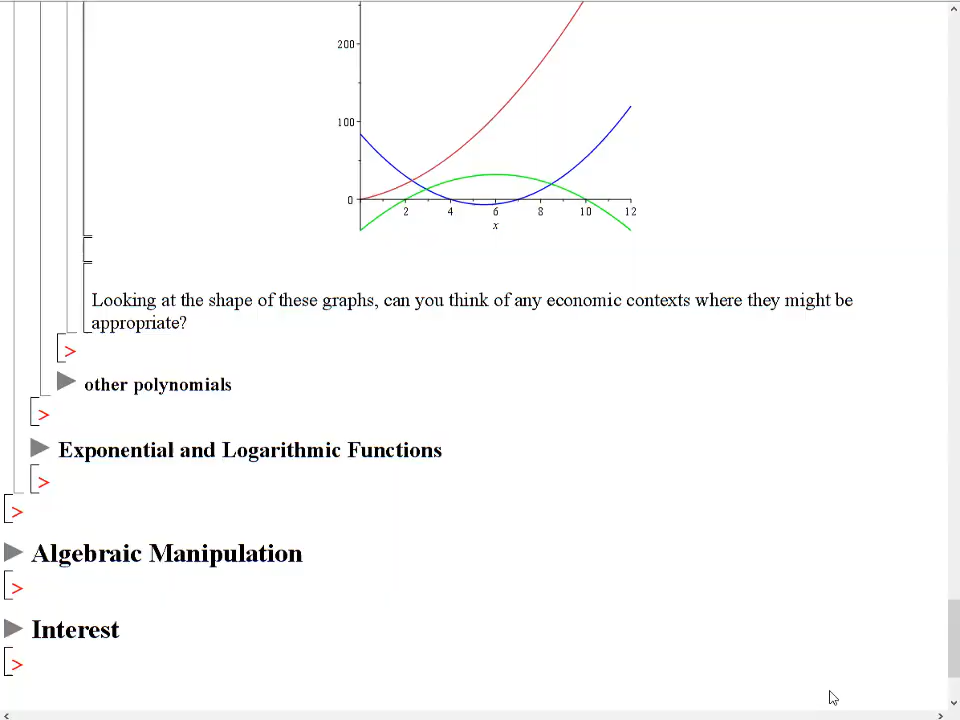 200
100
0
2 4 6 8 10 12
x
Looking at the shape of these graphs, can you think of any economic contexts where they might be
appropriate?
>
other polynomials
>
Exponential and Logarithmic Functions
>
>
Algebraic Manipulation
>
Interest
>